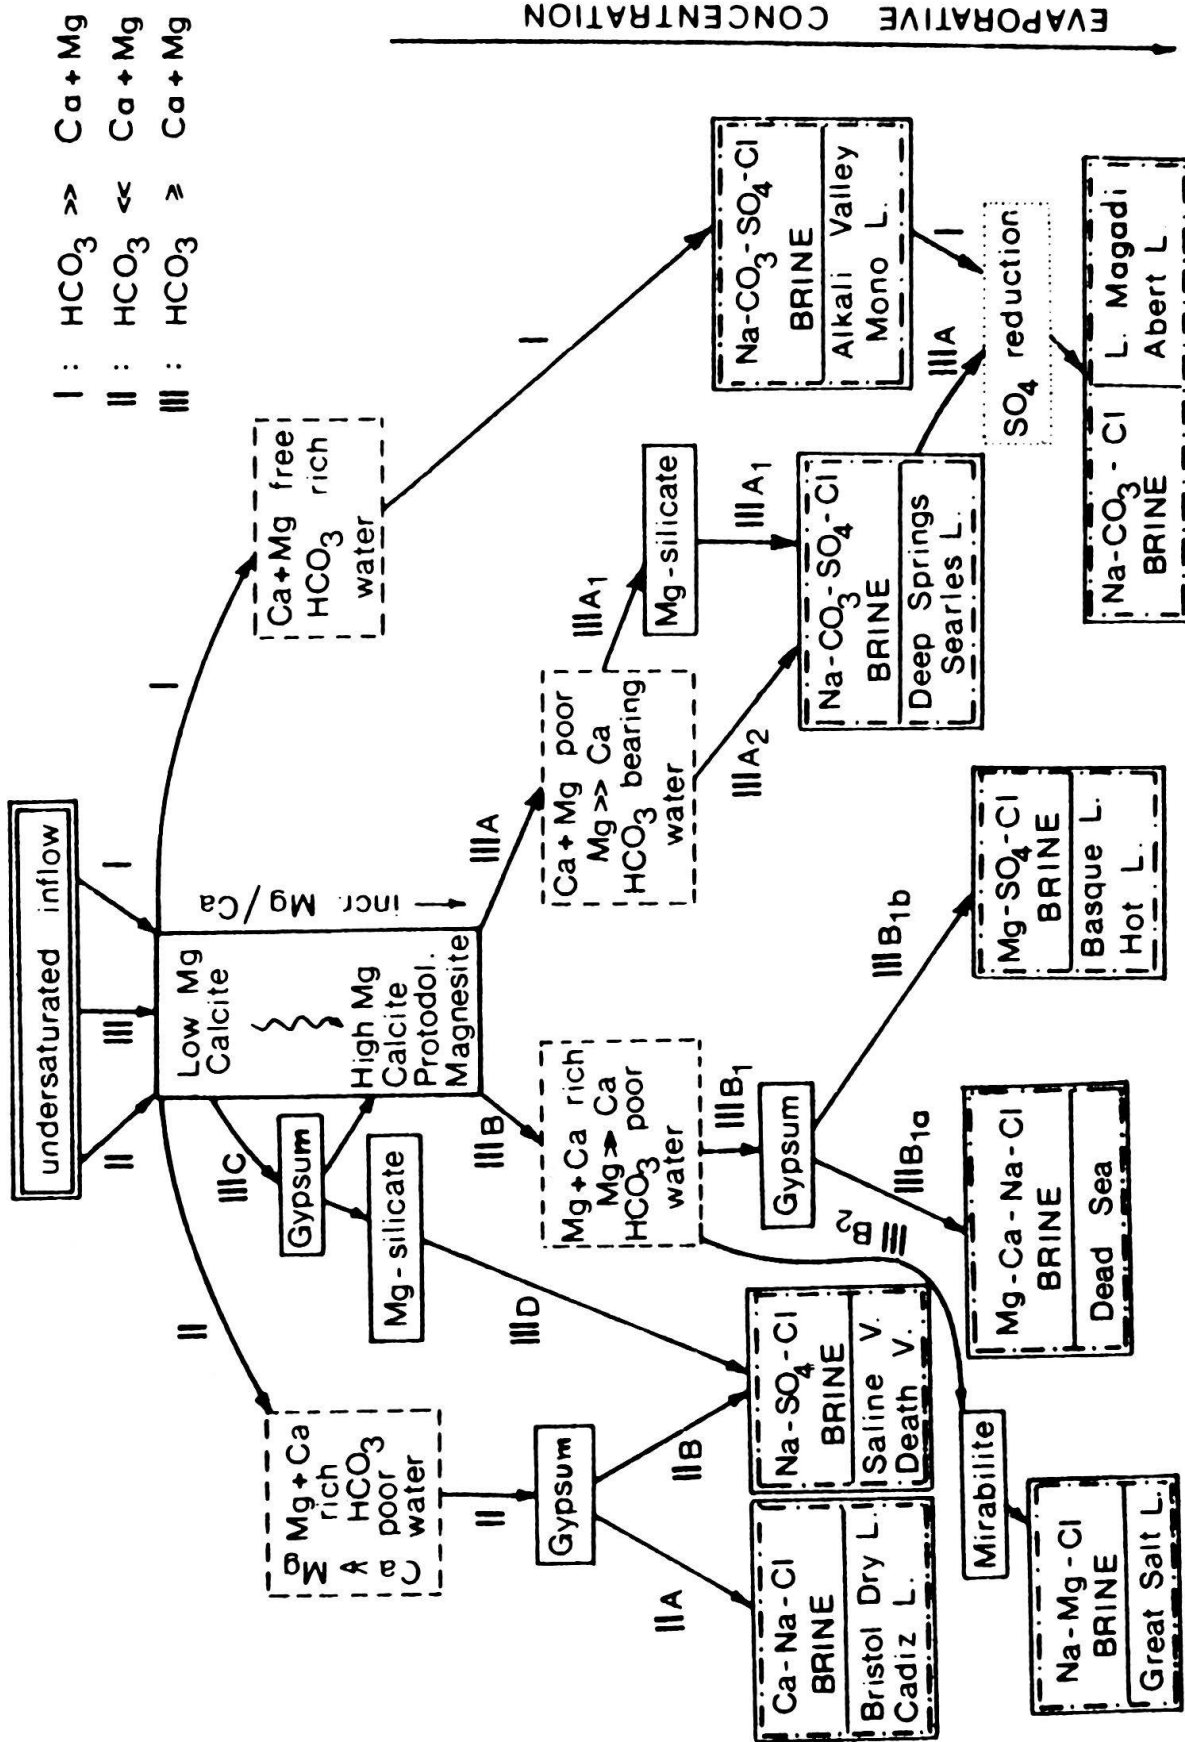 undersaturated inflow
I : HCO3 >> Ca+Mg
II : HCO3 << Ca+Mg
III : HCO3 ≥ Ca+Mg
EVAPORATIVE CONCENTRATION
II
III
I
Low Mg
Calcite
High Mg
Calcite
Protodol.
Magnesite
incr. Mg/Ca
II
IIIC
Gypsum
Mg-silicate
IIID
I
Ca+Mg free
HCO3 rich
water
I
Mg+Ca
rich
HCO3
poor
water
Mg
Ca
II
Gypsum
IIA
IIB
IIIB
Mg+Ca rich
Mg >> Ca
HCO3 poor
water
IIIA
Ca+Mg poor
Mg >> Ca
HCO3 bearing
water
IIIA1
Mg-silicate
IIIA1
IIIA2
IIIB1
Gypsum
IIIB2
IIIB1a
IIIB1b
Ca-Na-Cl
BRINE
Bristol Dry L.
Cadiz L.
Na-SO4-Cl
BRINE
Saline V.
Death V.
Na-CO3-SO4-Cl
BRINE
Deep Springs
Searles L.
Na-CO3-SO4-Cl
BRINE
Alkali Valley
Mono L.
IIIA
I
SO4 reduction
Mirabilite
Na-Mg-Cl
BRINE
Great Salt L.
Mg-Ca-Na-Cl
BRINE
Dead Sea
Mg-SO4-Cl
BRINE
Basque L.
Hot L.
Na-CO3-Cl
BRINE
L. Magadi
Abert L